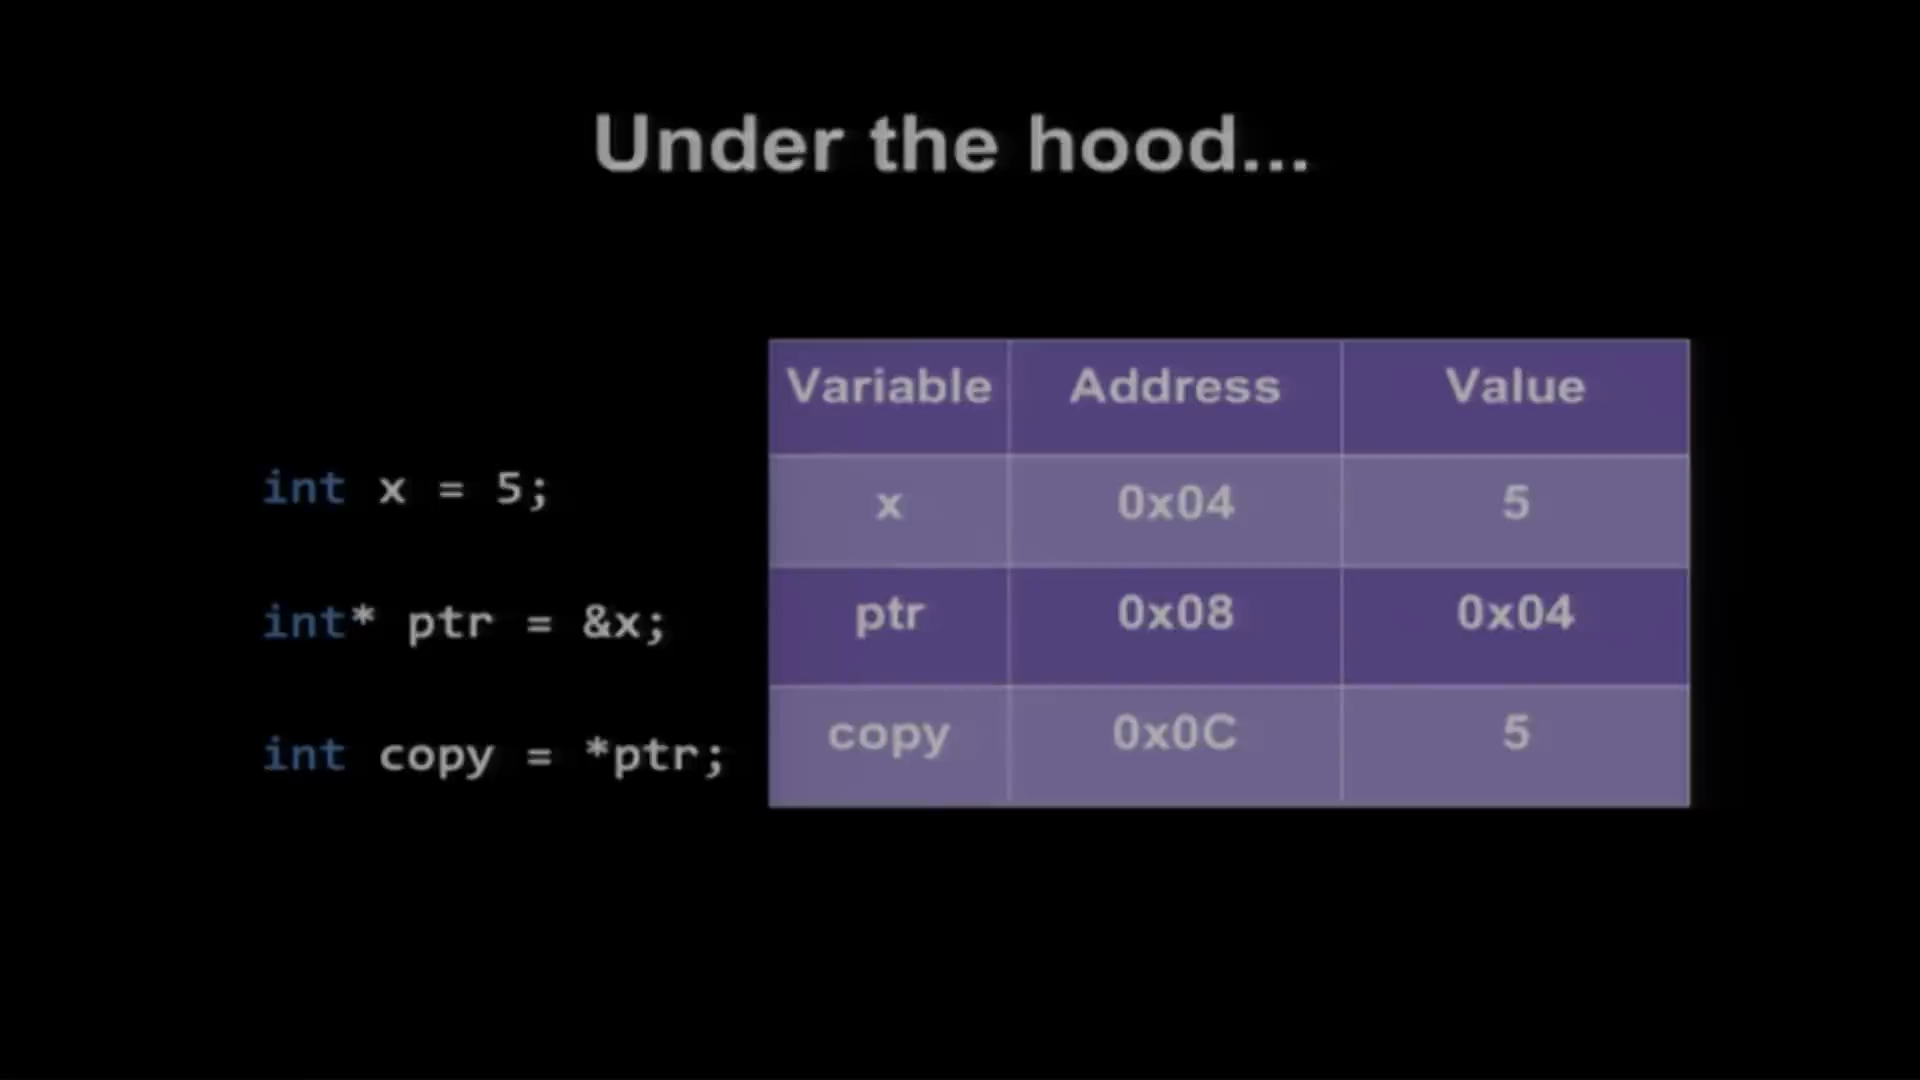 Under the hood...
int x = 5;
int* ptr = &x;
int copy = *ptr;
Variable Address Value
x 0x04 5
ptr 0x08 0x04
copy 0x0C 5